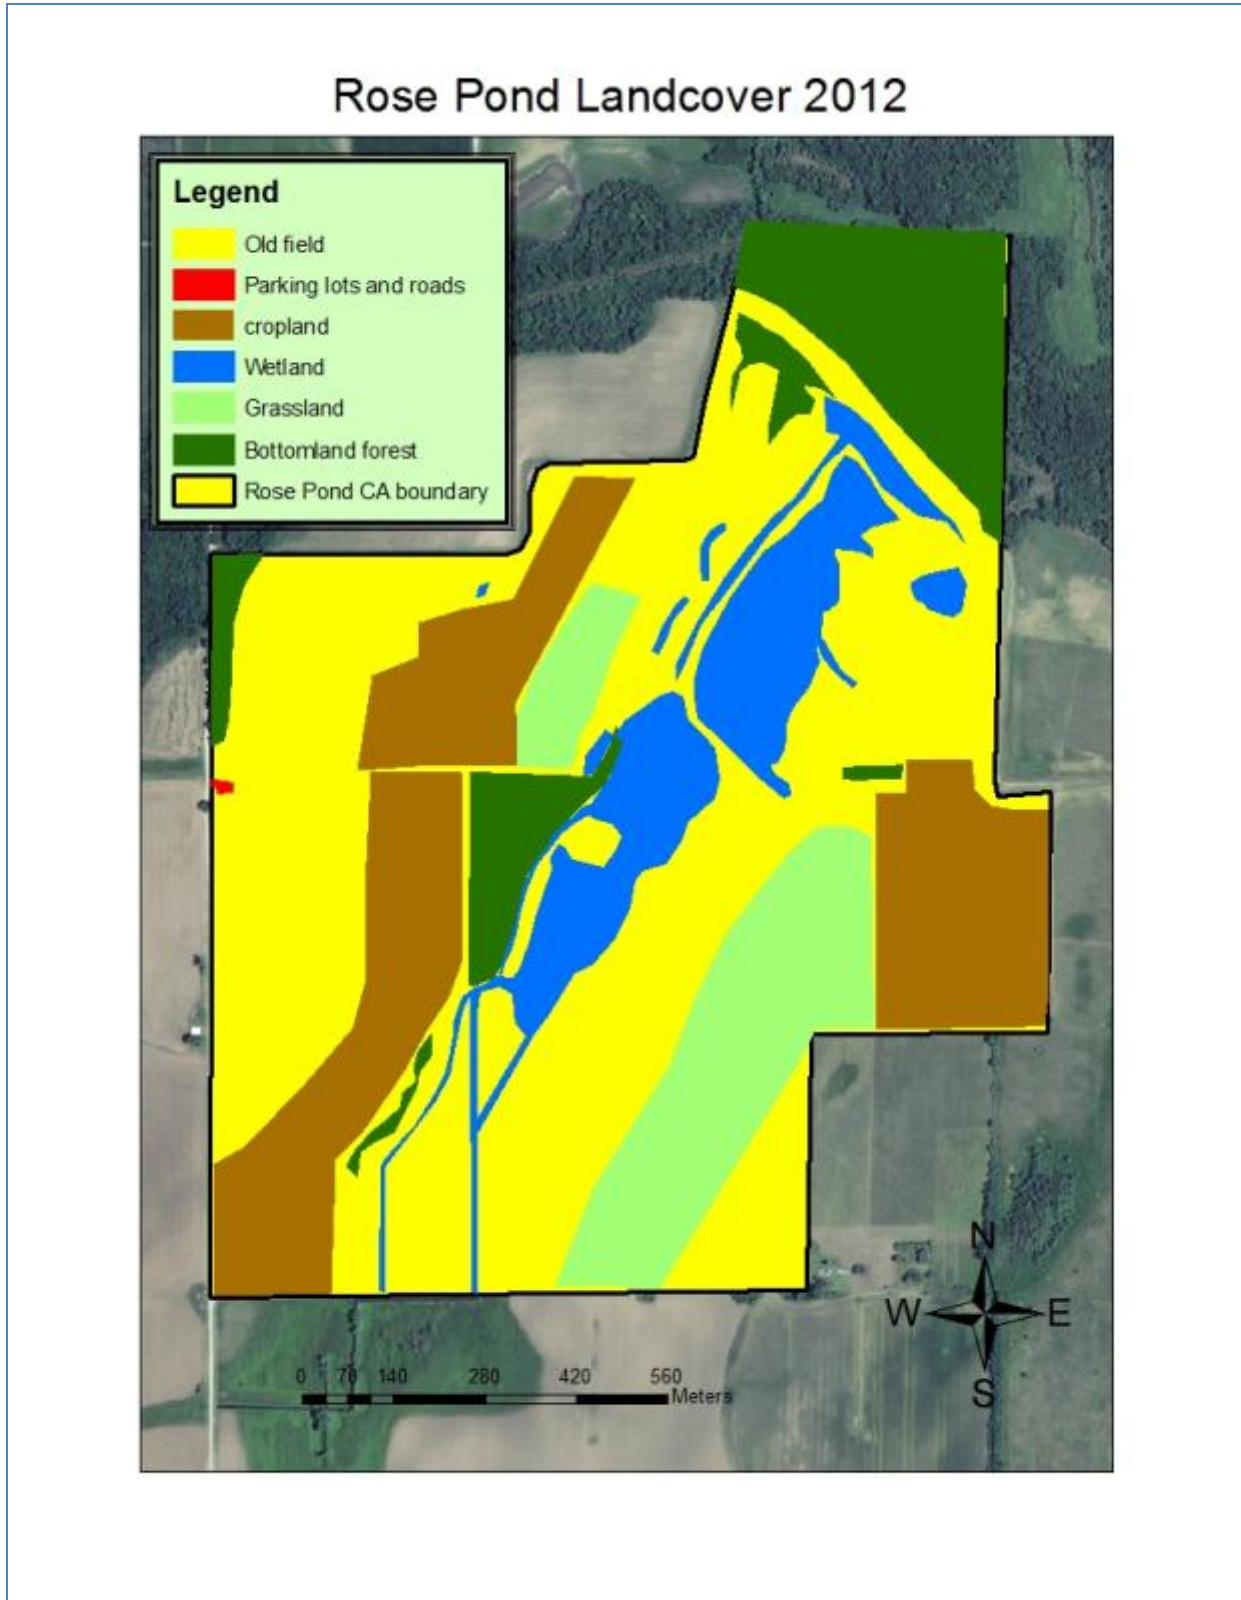 Rose Pond Landcover 2012
Legend
Old field
Parking lots and roads
cropland
Wetland
Grassland
Bottomland forest
Rose Pond CA boundary
N
W E
S
0 70 140 280 420 560
Meters